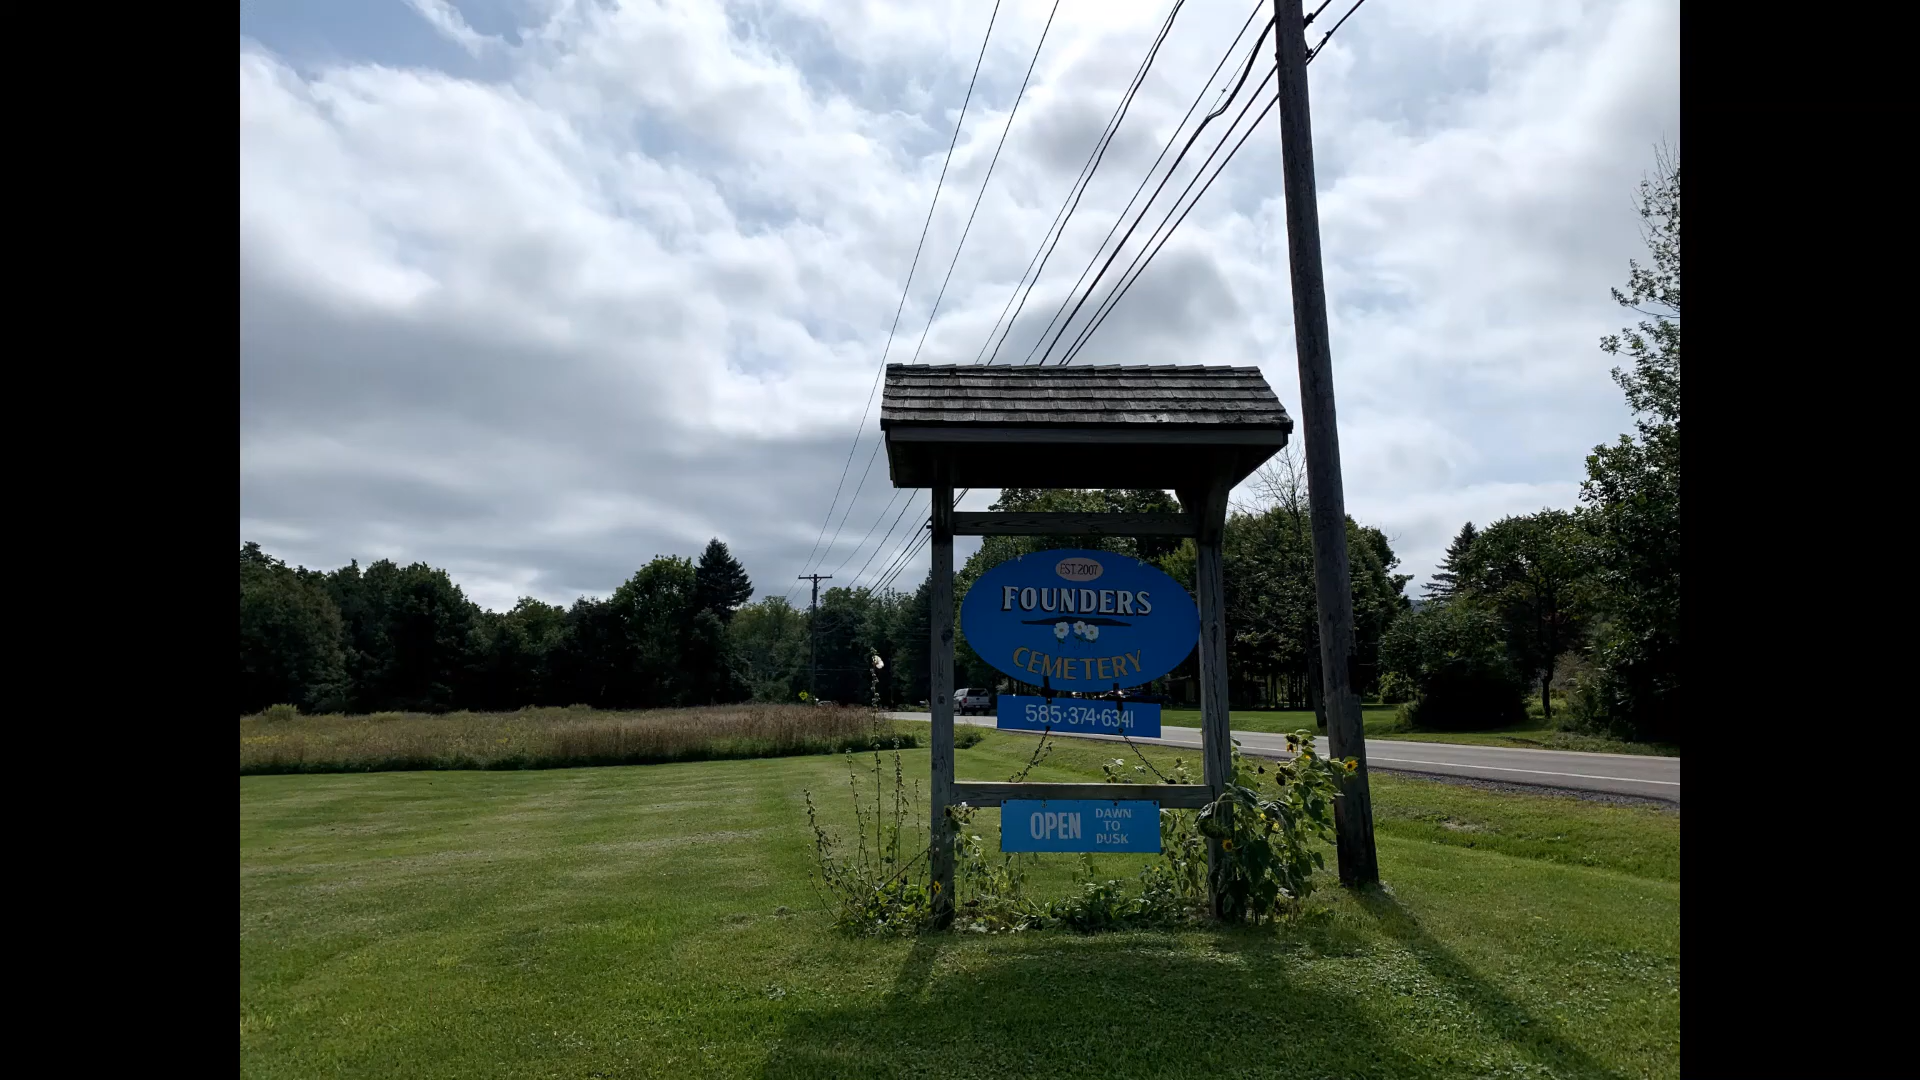 EST. 2007
FOUNDERS
CEMETERY
585•374•6341
OPEN
DAWN
TO
DUSK